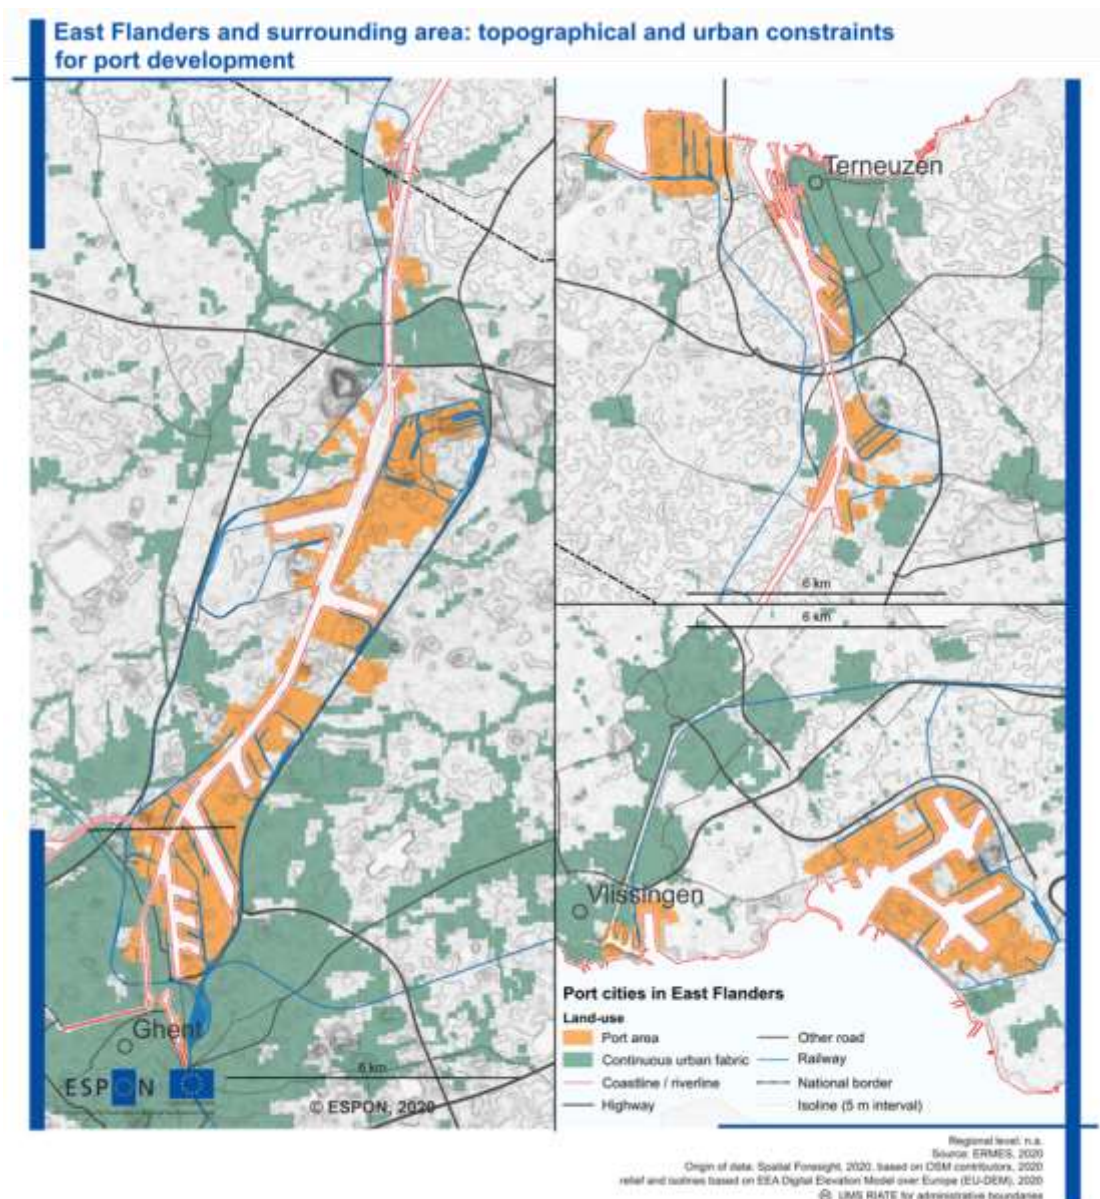 East Flanders and surrounding area: topographical and urban constraints
for port development
Terneuzen
6 km
6 km
Vlissingen
Ghent
6 km
ESPON
© ESPON, 2020
Port cities in East Flanders
Land-use
Port area
Continuous urban fabric
Coastline / riverline
Highway
Other road
Railway
National border
Isoline (5 m interval)
Regional level: n.a.
Source: ERMES, 2020
Origin of data: Spatial Foresight, 2020, based on OSM contributors, 2020
relief and isolines based on EEA Digital Elevation Model over Europe (EU-DEM), 2020
UMS RIATE for administrative boundaries